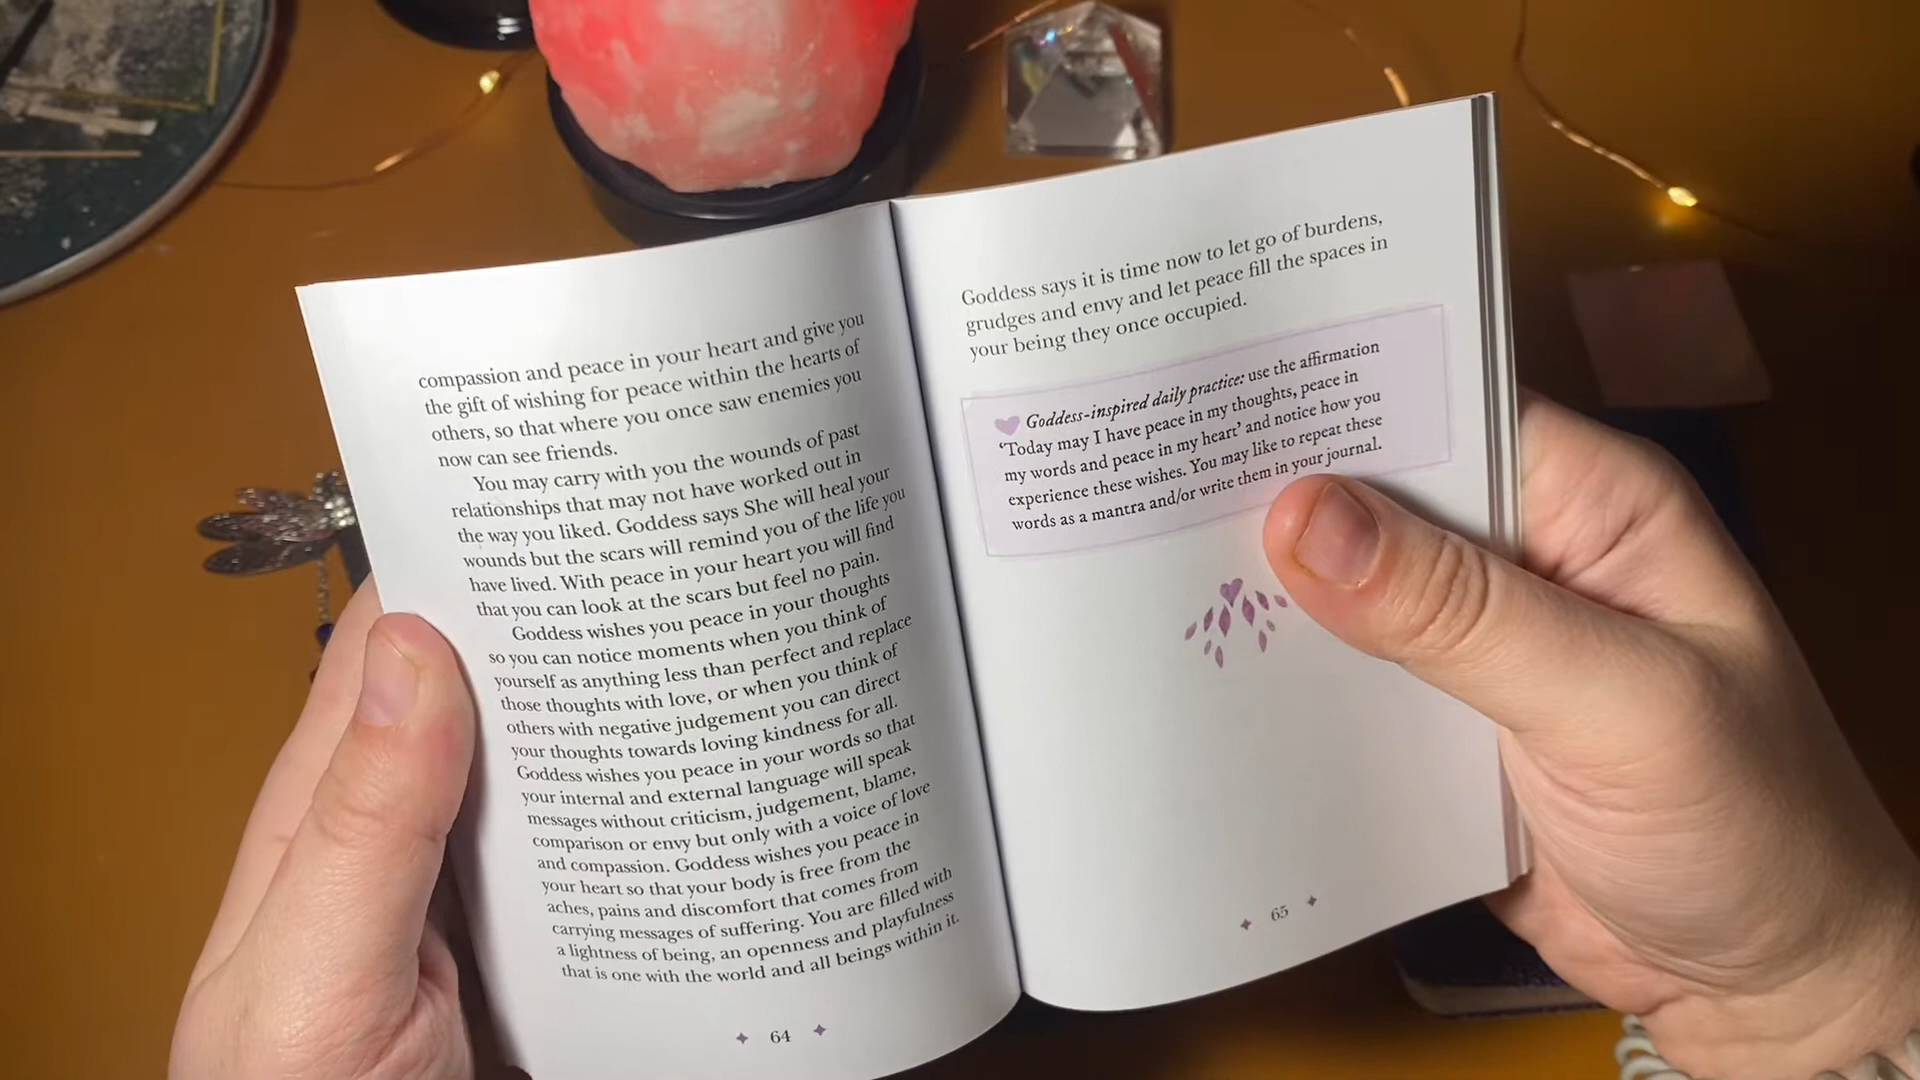 compassion and peace in your heart and give you
the gift of wishing for peace within the hearts of
others, so that where you once saw enemies you
now can see friends.
You may carry with you the wounds of past
relationships that may not have worked out in
the way you liked. Goddess says She will heal your
wounds but the scars will remind you of the life you
have lived. With peace in your heart you will find
that you can look at the scars but feel no pain.
Goddess wishes you peace in your thoughts
so you can notice moments when you think of
yourself as anything less than perfect and replace
those thoughts with love, or when you think of
others with negative judgement you can direct
your thoughts towards loving kindness for all.
Goddess wishes you peace in your words so that
your internal and external language will speak
messages without criticism, judgement, blame,
comparison or envy but only with a voice of love
and compassion. Goddess wishes you peace in
your heart so that your body is free from the
aches, pains and discomfort that comes from
carrying messages of suffering. You are filled with
a lightness of being, an openness and playfulness
that is one with the world and all beings within it.
64
Goddess says it is time now to let go of burdens,
grudges and envy and let peace fill the spaces in
your being they once occupied.
Goddess-inspired daily practice: use the affirmation
‘Today may I have peace in my thoughts, peace in
my words and peace in my heart’ and notice how you
experience these wishes. You may like to repeat these
words as a mantra and/or write them in your journal.
65